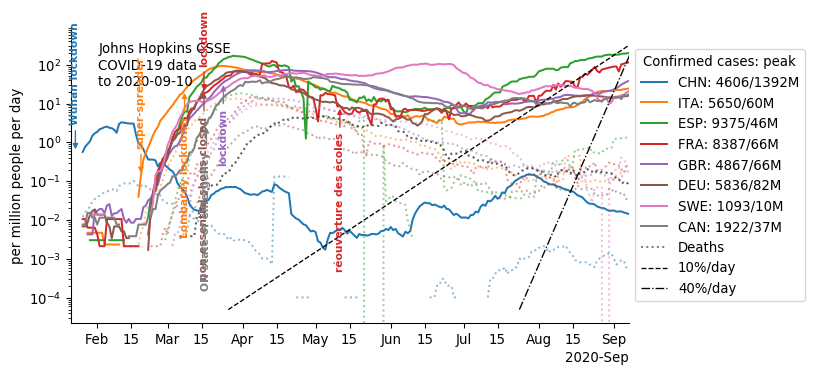 Johns Hopkins CSSE
COVID-19 data
to 2020-09-10
Wuhan lockdown
super-spreader
Lombardy lockdown
lockdown
lockdown
réouverture des écoles
per million people per day
10²
10¹
10⁰
10⁻¹
10⁻²
10⁻³
10⁻⁴
Feb 15 Mar 15 Apr 15 May 15 Jun 15 Jul 15 Aug 15 Sep
2020-Sep
Confirmed cases: peak
CHN: 4606/1392M
ITA: 5650/60M
ESP: 9375/46M
FRA: 8387/66M
GBR: 4867/66M
DEU: 5836/82M
SWE: 1093/10M
CAN: 1922/37M
Deaths
10%/day
40%/day